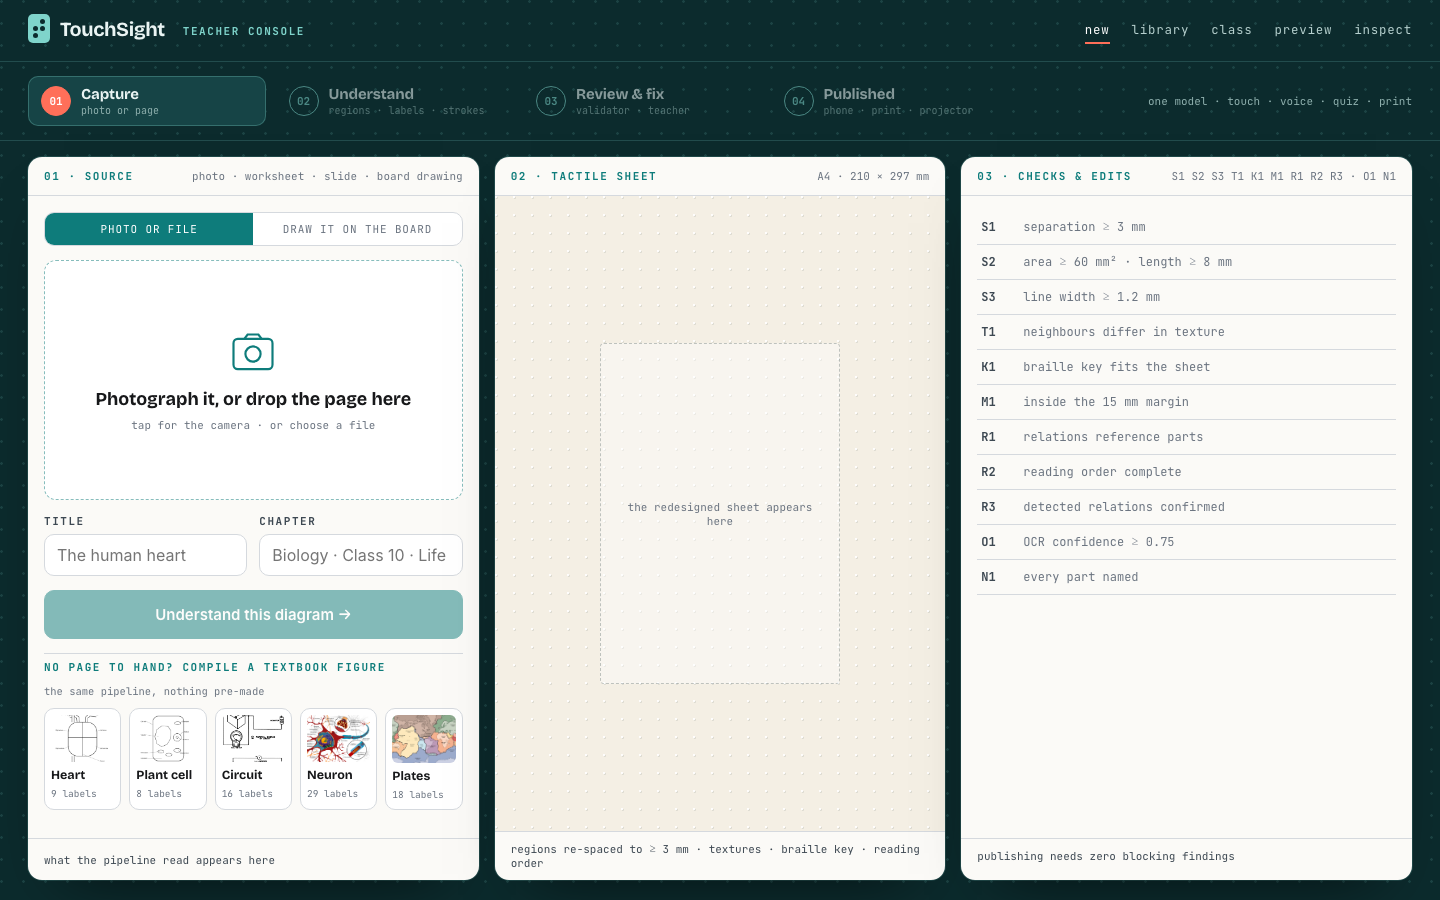 TouchSight TEACHER CONSOLE
new library class preview inspect
01 Capture
photo or page
02 Understand
regions · labels · strokes
03 Review & fix
validator · teacher
04 Published
phone · print · projector
one model · touch · voice · quiz · print
01 · SOURCE photo · worksheet · slide · board drawing
PHOTO OR FILE DRAW IT ON THE BOARD
Photograph it, or drop the page here
tap for the camera · or choose a file
TITLE CHAPTER
The human heart Biology · Class 10 · Life
Understand this diagram →
NO PAGE TO HAND? COMPILE A TEXTBOOK FIGURE
the same pipeline, nothing pre-made
Heart
9 labels
Plant cell
8 labels
Circuit
16 labels
Neuron
29 labels
Plates
18 labels
what the pipeline read appears here
02 · TACTILE SHEET A4 · 210 × 297 mm
the redesigned sheet appears
here
regions re-spaced to ≥ 3 mm · textures · braille key · reading
order
03 · CHECKS & EDITS S1 S2 S3 T1 K1 M1 R1 R2 R3 · O1 N1
S1 separation ≥ 3 mm
S2 area ≥ 60 mm² · length ≥ 8 mm
S3 line width ≥ 1.2 mm
T1 neighbours differ in texture
K1 braille key fits the sheet
M1 inside the 15 mm margin
R1 relations reference parts
R2 reading order complete
R3 detected relations confirmed
O1 OCR confidence ≥ 0.75
N1 every part named
publishing needs zero blocking findings